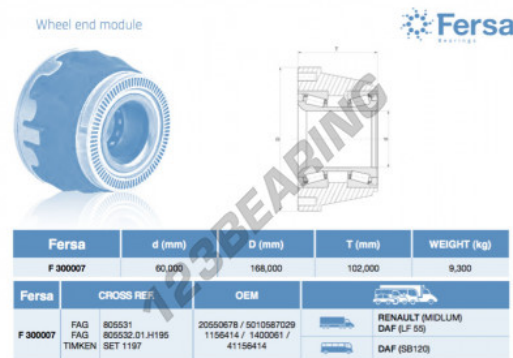 Wheel end module
Fersa
Bearings
T
D
d
123BEARING
Fersa d (mm) D (mm) T (mm) WEIGHT (kg)
F 300007 60,000 168,000 102,000 9,300
Fersa CROSS REF. OEM
F 300007
FAG 805531
FAG 805532.01.H195
TIMKEN SET 1197
20550678 / 5010587029
1156414 / 1400061 /
41156414
RENAULT (MIDLUM)
DAF (LF 55)
DAF (SB120)